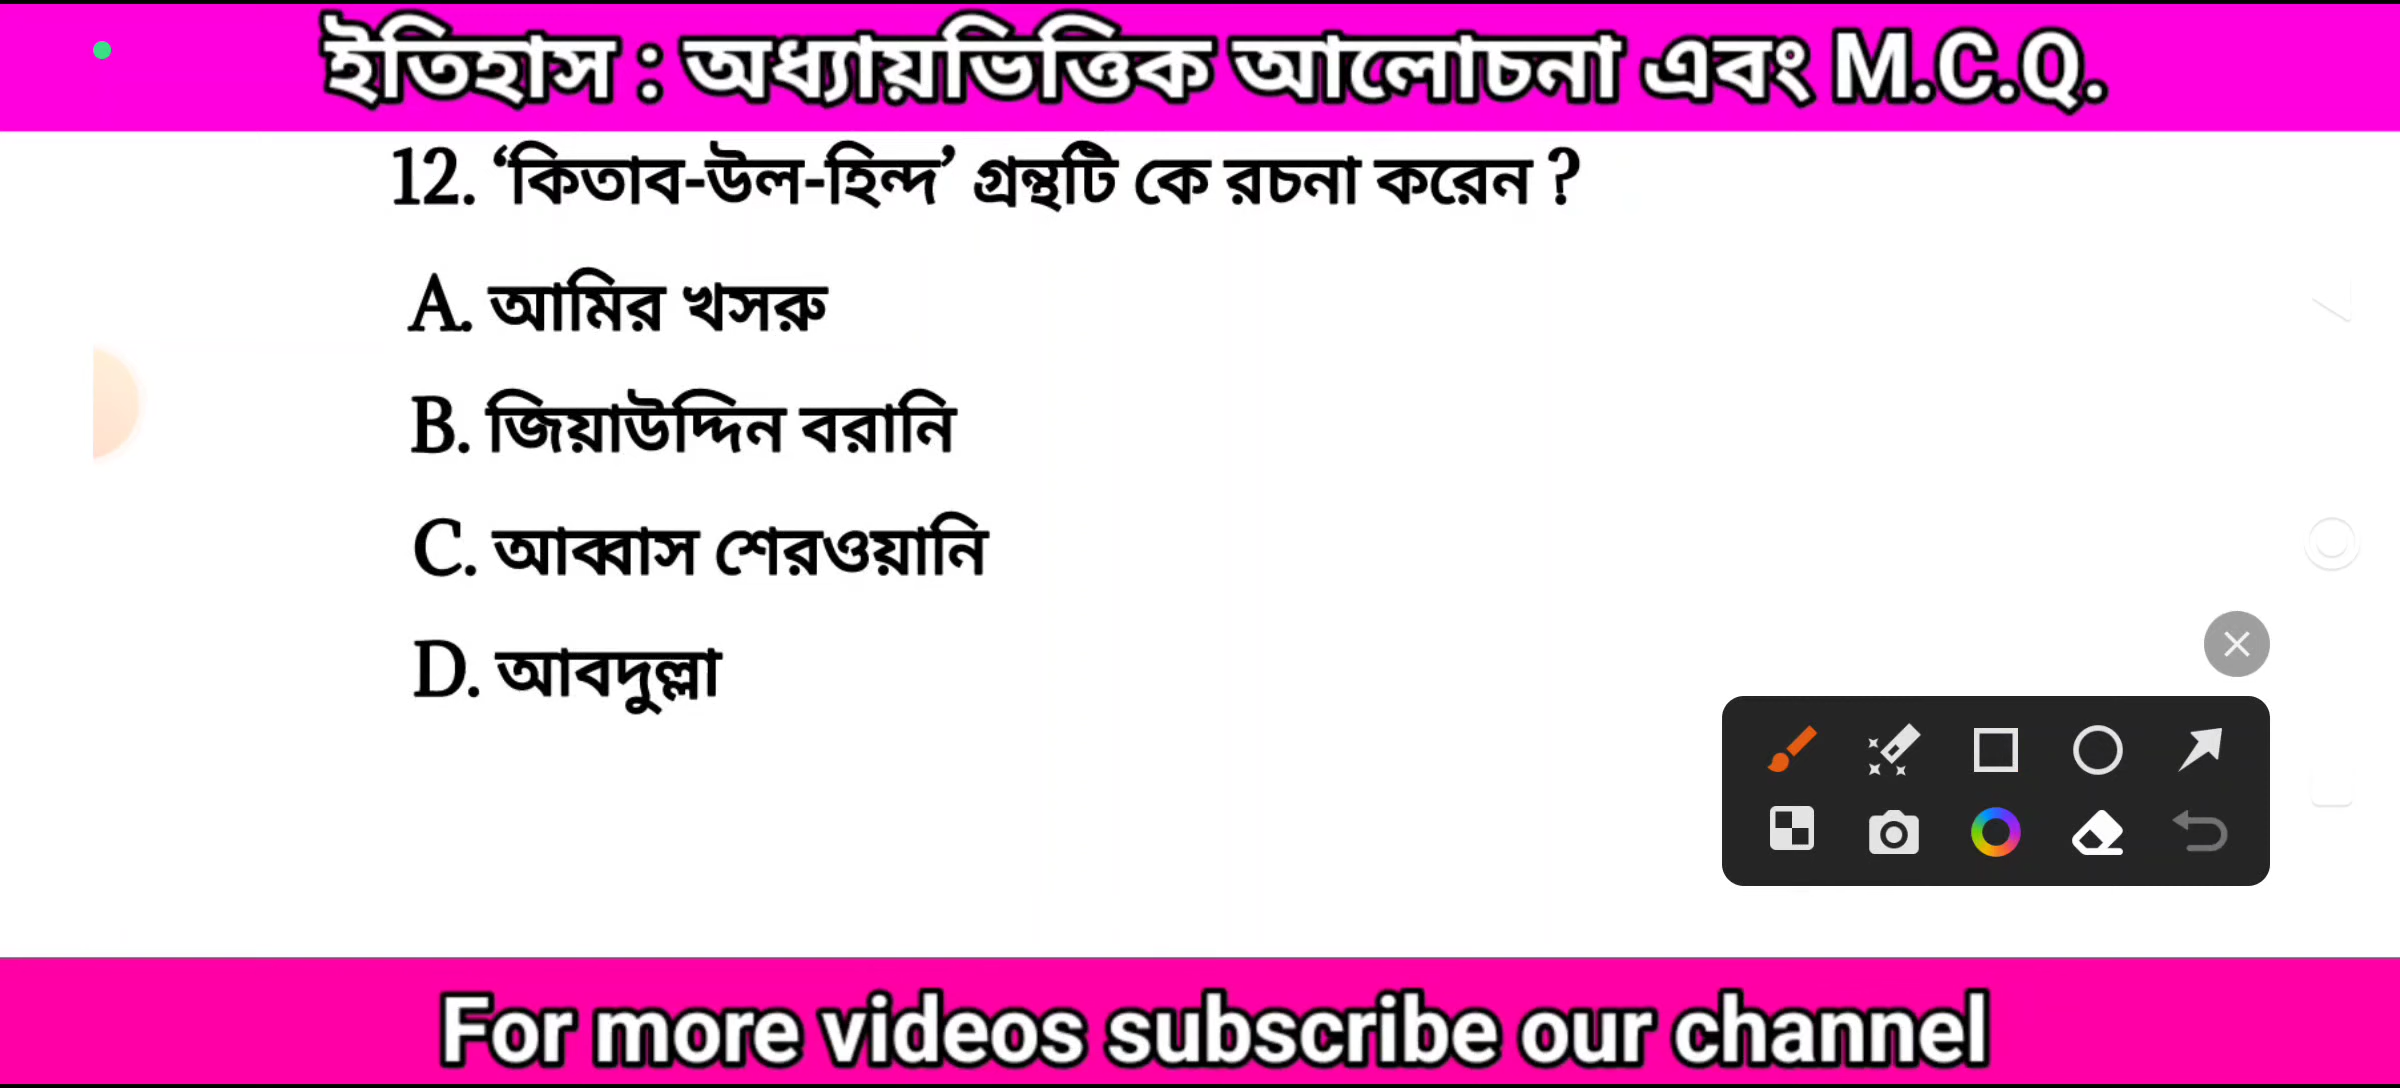 ইতিহাস : অধ্যায়ভিত্তিক আলোচনা এবং M.C.Q.
12. ‘কিতাব-উল-হিন্দ’ গ্রন্থটি কে রচনা করেন ?
A. আমির খসরু
B. জিয়াউদ্দিন বরানি
C. আব্বাস শেরওয়ানি
D. আবদুল্লা
For more videos subscribe our channel